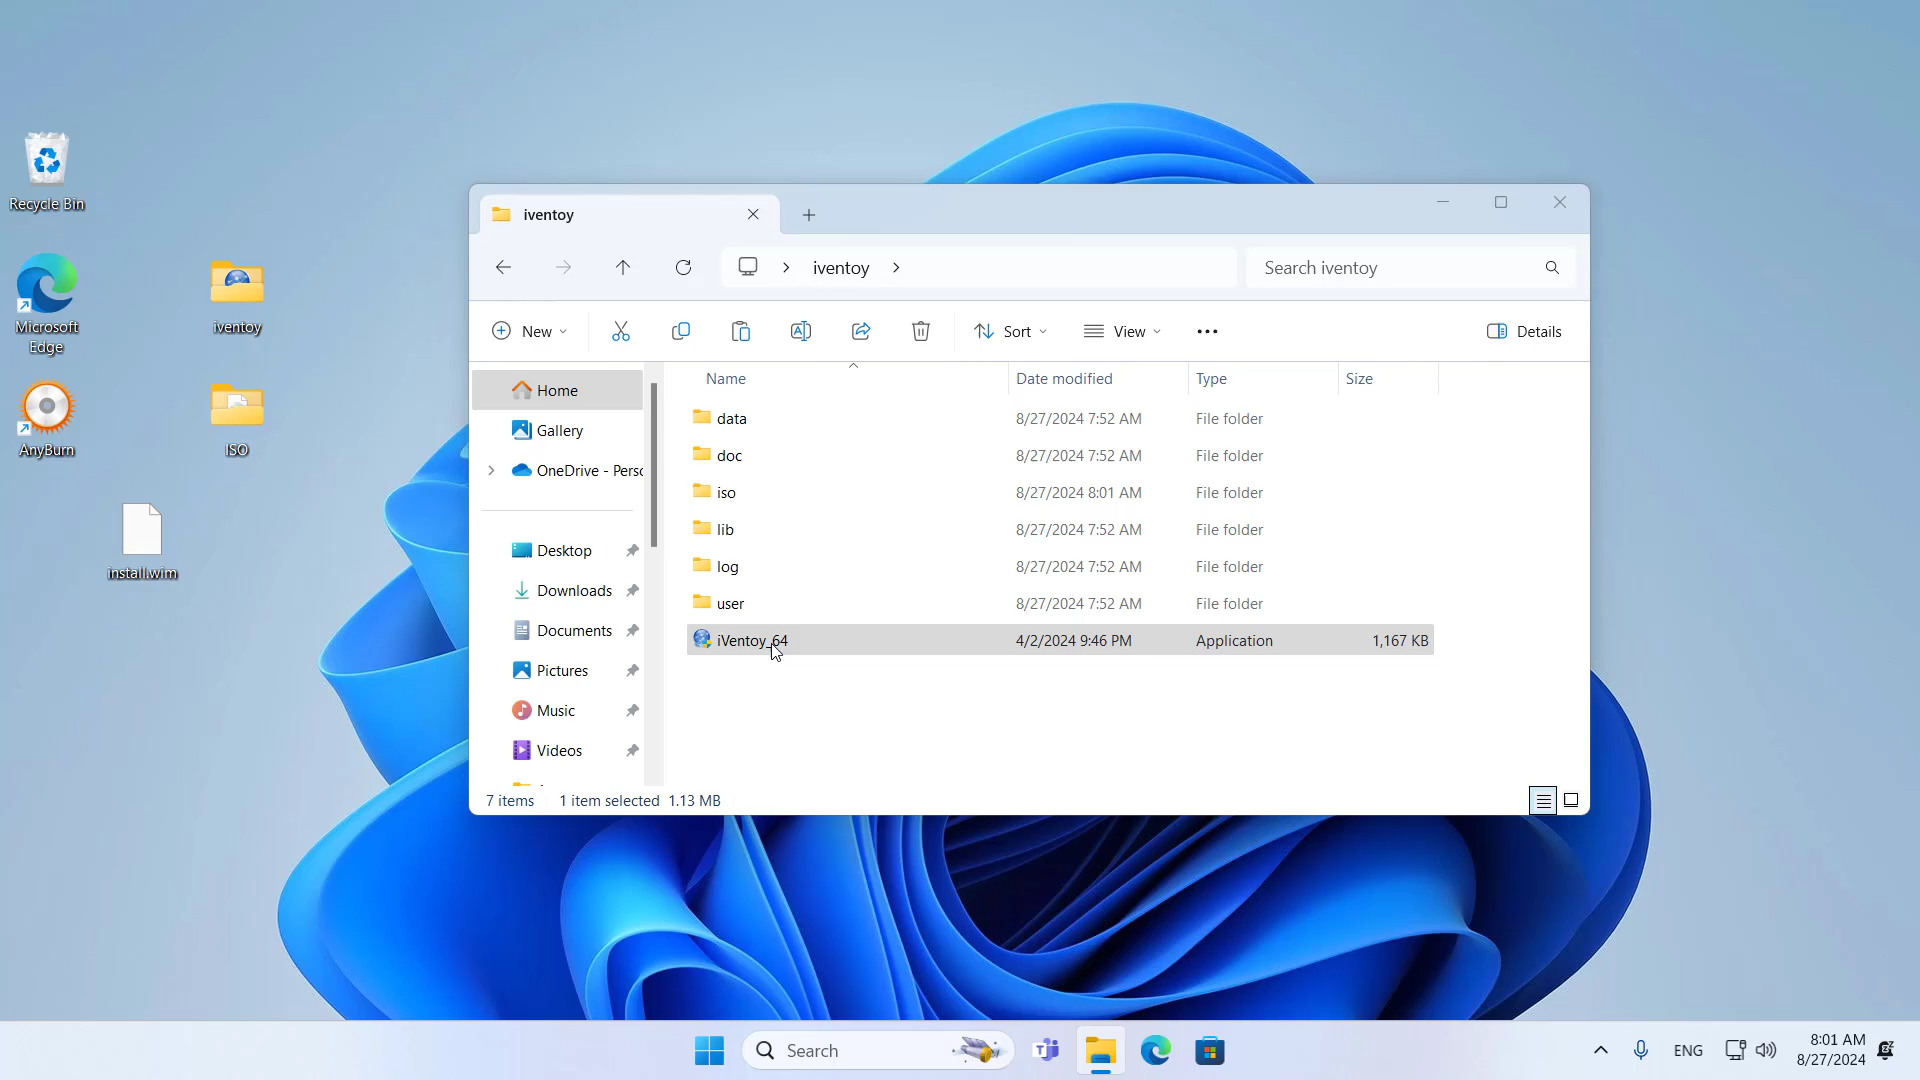 Recycle Bin
Microsoft
Edge
iventoy
AnyBurn
ISO
install.wim
iventoy
iventoy
Search iventoy
New
Sort
View
Details
Home
Gallery
OneDrive - Perso
Desktop
Downloads
Documents
Pictures
Music
Videos
Name Date modified Type Size
data 8/27/2024 7:52 AM File folder
doc 8/27/2024 7:52 AM File folder
iso 8/27/2024 8:01 AM File folder
lib 8/27/2024 7:52 AM File folder
log 8/27/2024 7:52 AM File folder
user 8/27/2024 7:52 AM File folder
iVentoy_64 4/2/2024 9:46 PM Application 1,167 KB
7 items 1 item selected 1.13 MB
Search
ENG
8:01 AM
8/27/2024